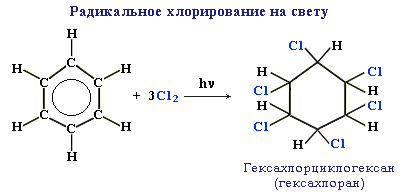 Радикальное хлорирование на свету
H
H C H
C C
C C
H C H
H
+ 3Cl₂
hν
Cl H
H Cl
Cl H
H Cl
Cl H
H Cl
Гексахлорциклогексан
(гексахлоран)